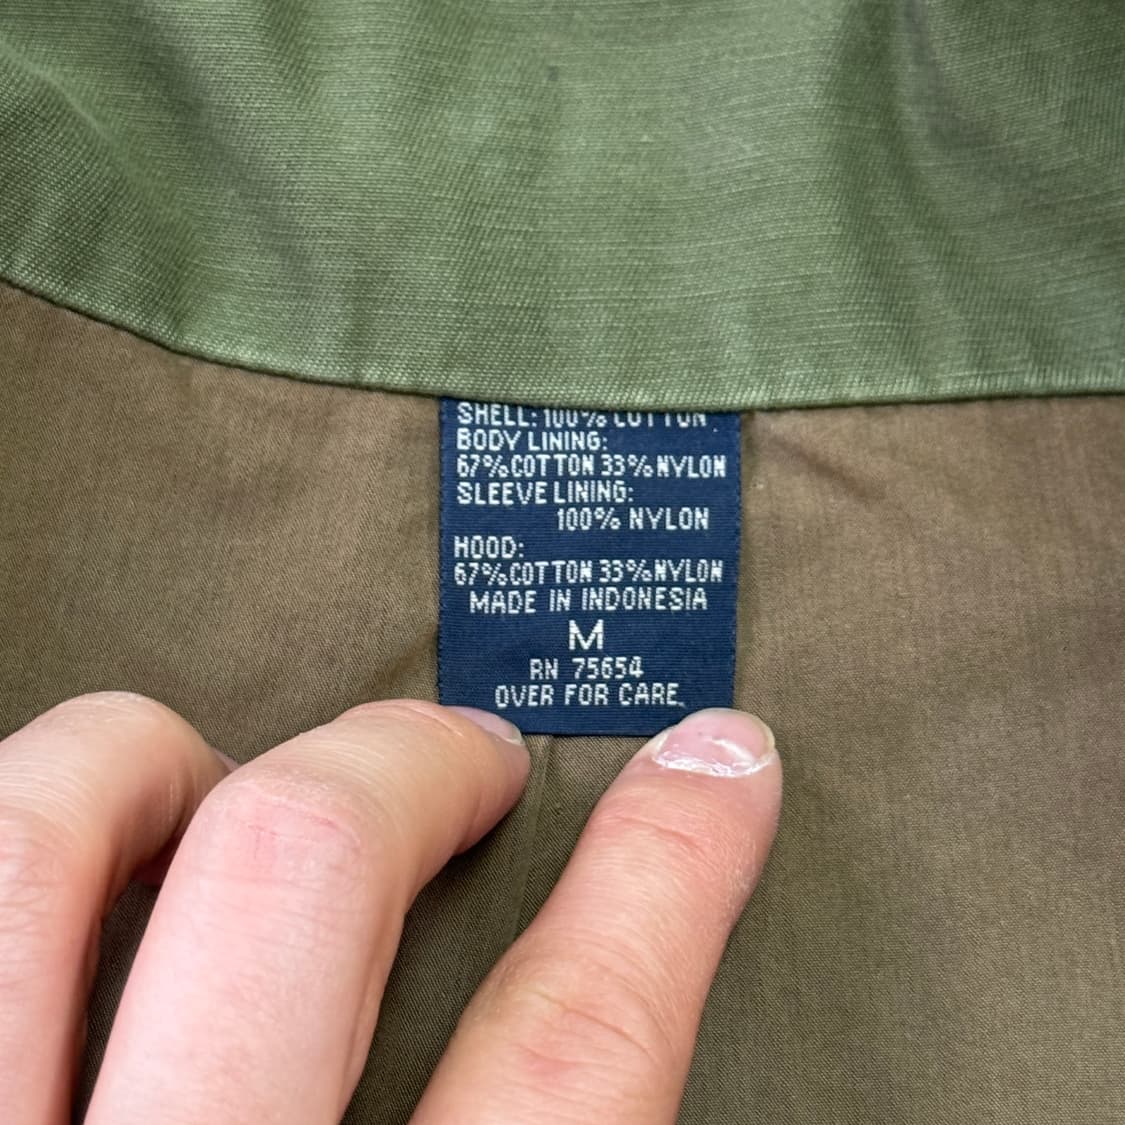 SHELL: 100% COTTON
BODY LINING:
67%COTTON 33%NYLON
SLEEVE LINING:
100% NYLON
HOOD:
67%COTTON 33%NYLON
MADE IN INDONESIA
M
RN 75654
OVER FOR CARE